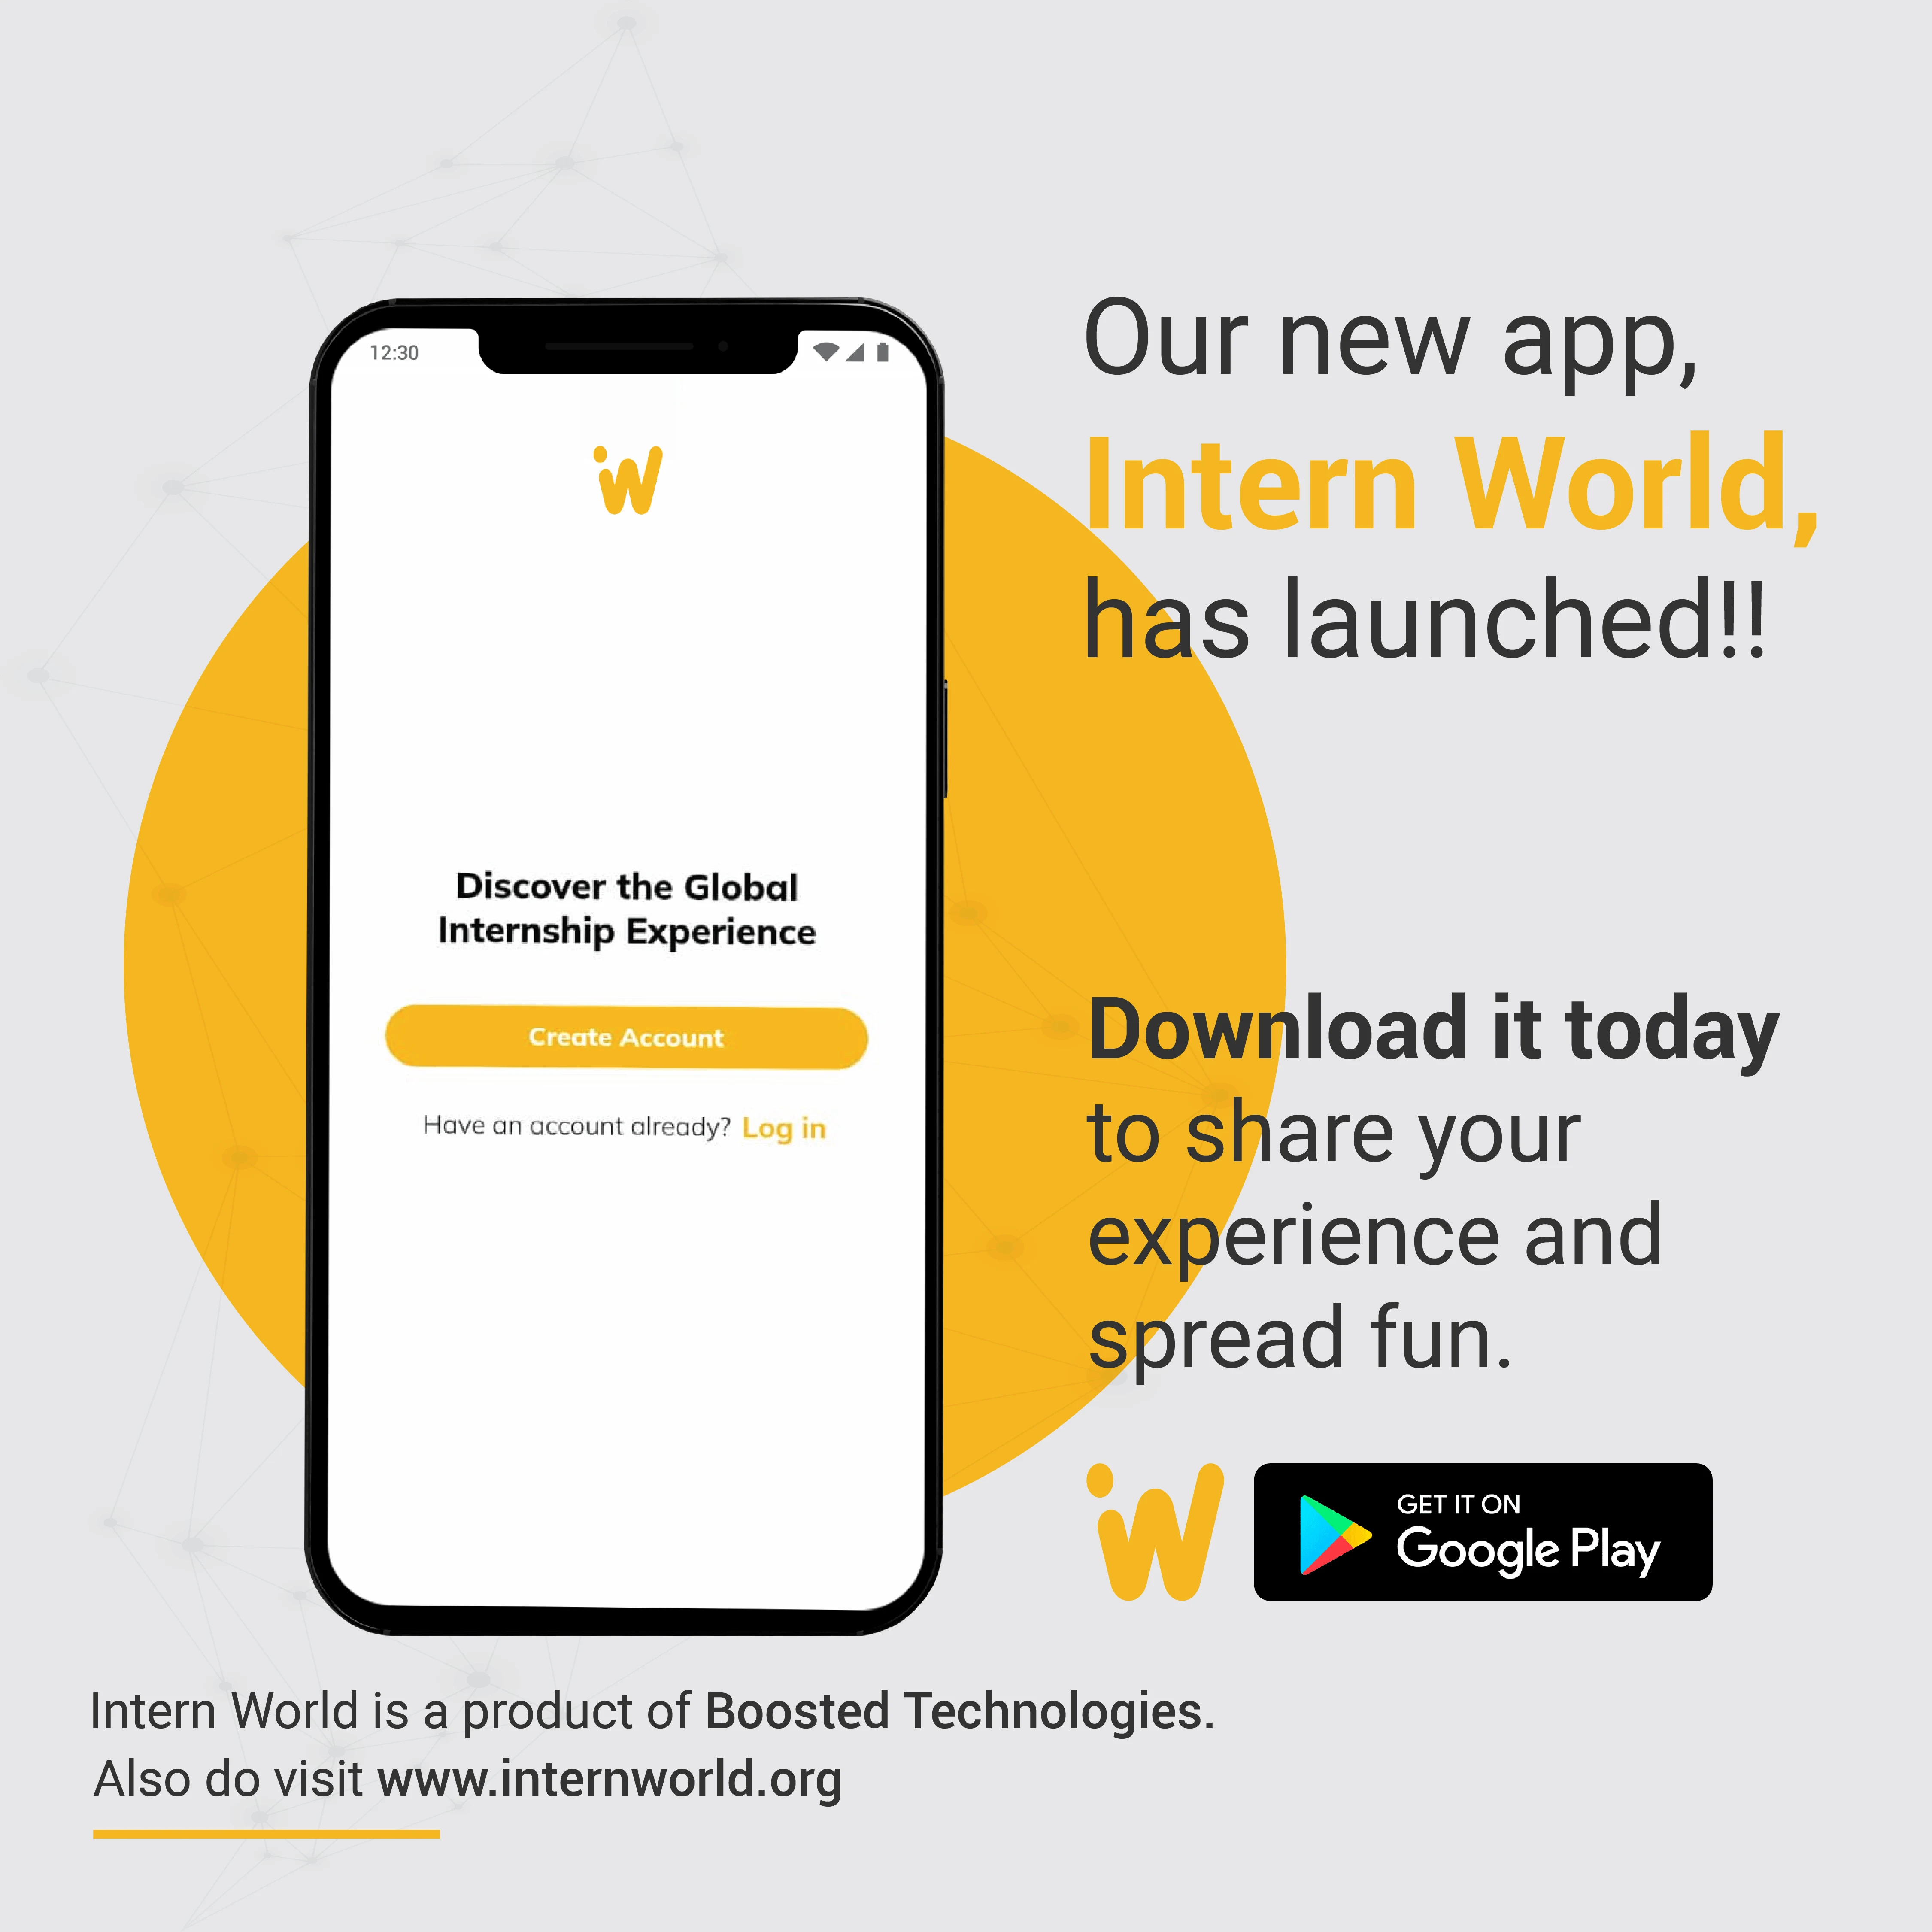 Our new app,
Intern World,
has launched!!
12:30
iW
Discover the Global
Internship Experience
Create Account
Have an account already? Log in
Download it today
to share your
experience and
spread fun.
iW
GET IT ON
Google Play
Intern World is a product of Boosted Technologies.
Also do visit www.internworld.org